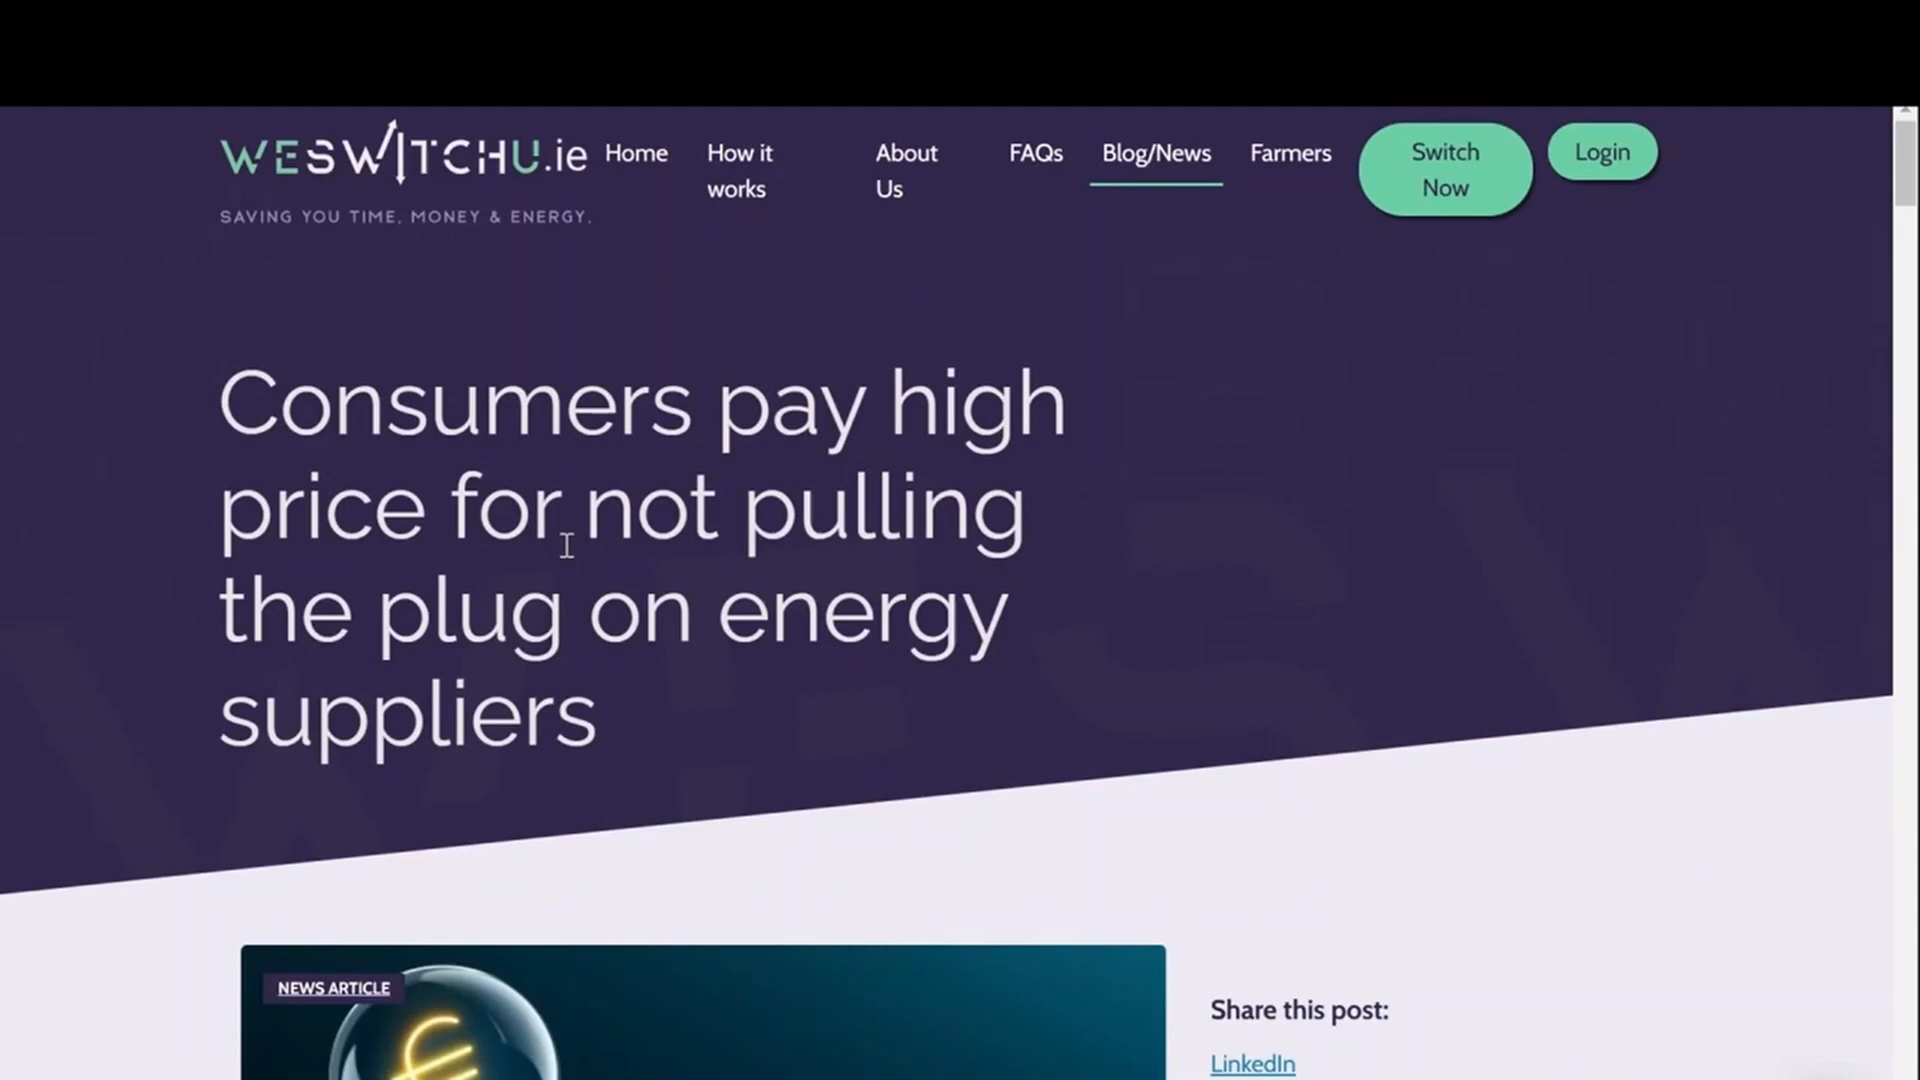 WESWITCHU.ie
SAVING YOU TIME, MONEY & ENERGY.
Home
How it
works
About
Us
FAQs
Blog/News
Farmers
Switch
Now
Login
Consumers pay high
price for not pulling
the plug on energy
suppliers
NEWS ARTICLE
€
Share this post:
LinkedIn